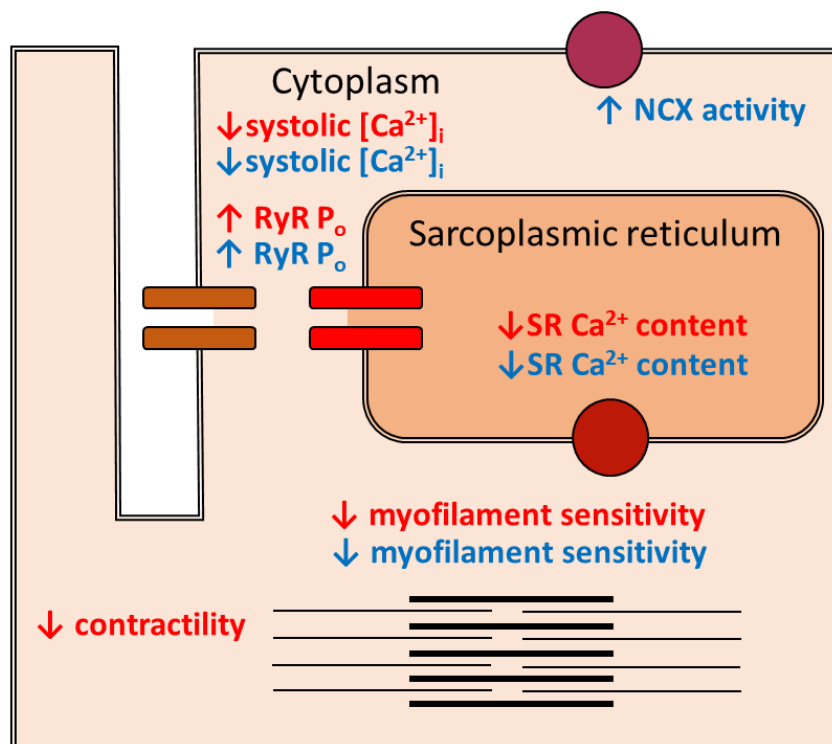 Cytoplasm
↓systolic [Ca²⁺]ᵢ
↓systolic [Ca²⁺]ᵢ
↑ NCX activity
↑ RyR Pₒ
↑ RyR Pₒ
Sarcoplasmic reticulum
↓SR Ca²⁺ content
↓SR Ca²⁺ content
↓ myofilament sensitivity
↓ myofilament sensitivity
↓ contractility